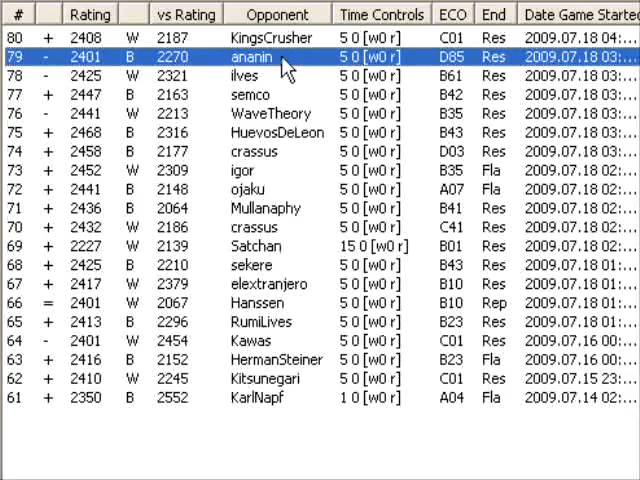 # Rating vs Rating Opponent Time Controls ECO End Date Game Starte
80 + 2408 W 2187 KingsCrusher 5 0 [w0 r] C01 Res 2009.07.18 04:...
79 - 2401 B 2270 ananin 5 0 [w0 r] D85 Res 2009.07.18 03:...
78 - 2425 W 2321 ilves 5 0 [w0 r] B61 Res 2009.07.18 03:...
77 + 2447 B 2163 semco 5 0 [w0 r] B42 Res 2009.07.18 03:...
76 - 2441 W 2213 WaveTheory 5 0 [w0 r] B35 Res 2009.07.18 03:...
75 + 2468 B 2316 HuevosDeLeon 5 0 [w0 r] B43 Res 2009.07.18 03:...
74 + 2458 B 2177 crassus 5 0 [w0 r] D03 Res 2009.07.18 03:...
73 + 2452 W 2309 igor 5 0 [w0 r] B35 Fla 2009.07.18 02:...
72 + 2441 B 2148 ojaku 5 0 [w0 r] A07 Fla 2009.07.18 02:...
71 + 2436 B 2064 Mullanaphy 5 0 [w0 r] B41 Res 2009.07.18 02:...
70 + 2432 W 2186 crassus 5 0 [w0 r] C41 Res 2009.07.18 02:...
69 + 2227 W 2139 Satchan 15 0 [w0 r] B01 Res 2009.07.18 02:...
68 + 2425 B 2210 sekere 5 0 [w0 r] B43 Res 2009.07.18 01:...
67 + 2417 W 2379 elextranjero 5 0 [w0 r] B10 Res 2009.07.18 01:...
66 = 2401 W 2067 Hanssen 5 0 [w0 r] B10 Rep 2009.07.18 01:...
65 + 2413 B 2296 RumiLives 5 0 [w0 r] B23 Res 2009.07.18 01:...
64 - 2401 W 2454 Kawas 5 0 [w0 r] C01 Res 2009.07.16 00:...
63 + 2416 B 2152 HermanSteiner 5 0 [w0 r] B23 Fla 2009.07.16 00:...
62 + 2410 W 2245 Kitsunegari 5 0 [w0 r] C01 Res 2009.07.15 23:...
61 + 2350 B 2552 KarlNapf 1 0 [w0 r] A04 Fla 2009.07.14 02:...